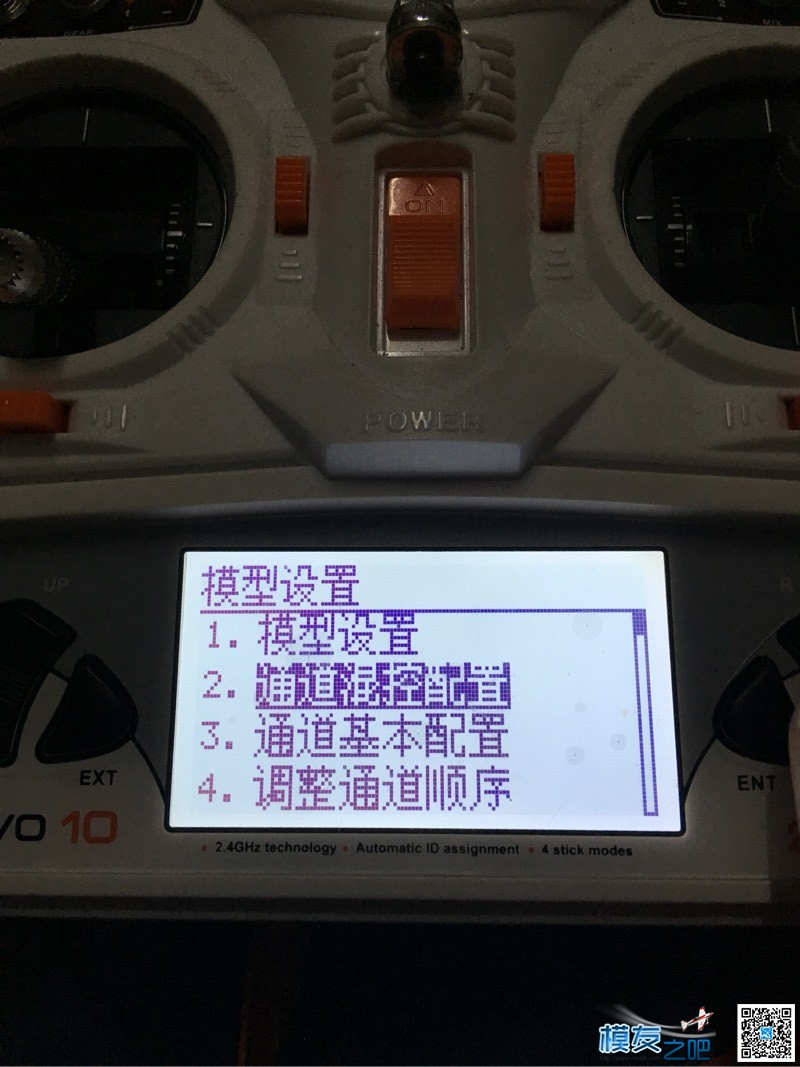 GEAR
MIX
ON
POWER
UP
R
模型设置
1. 模型设置
2. 通道混控配置
3. 通道基本配置
4. 调整通道顺序
EXT
ENT
VO 10
2.4GHz technology • Automatic ID assignment • 4 stick modes
模友之吧